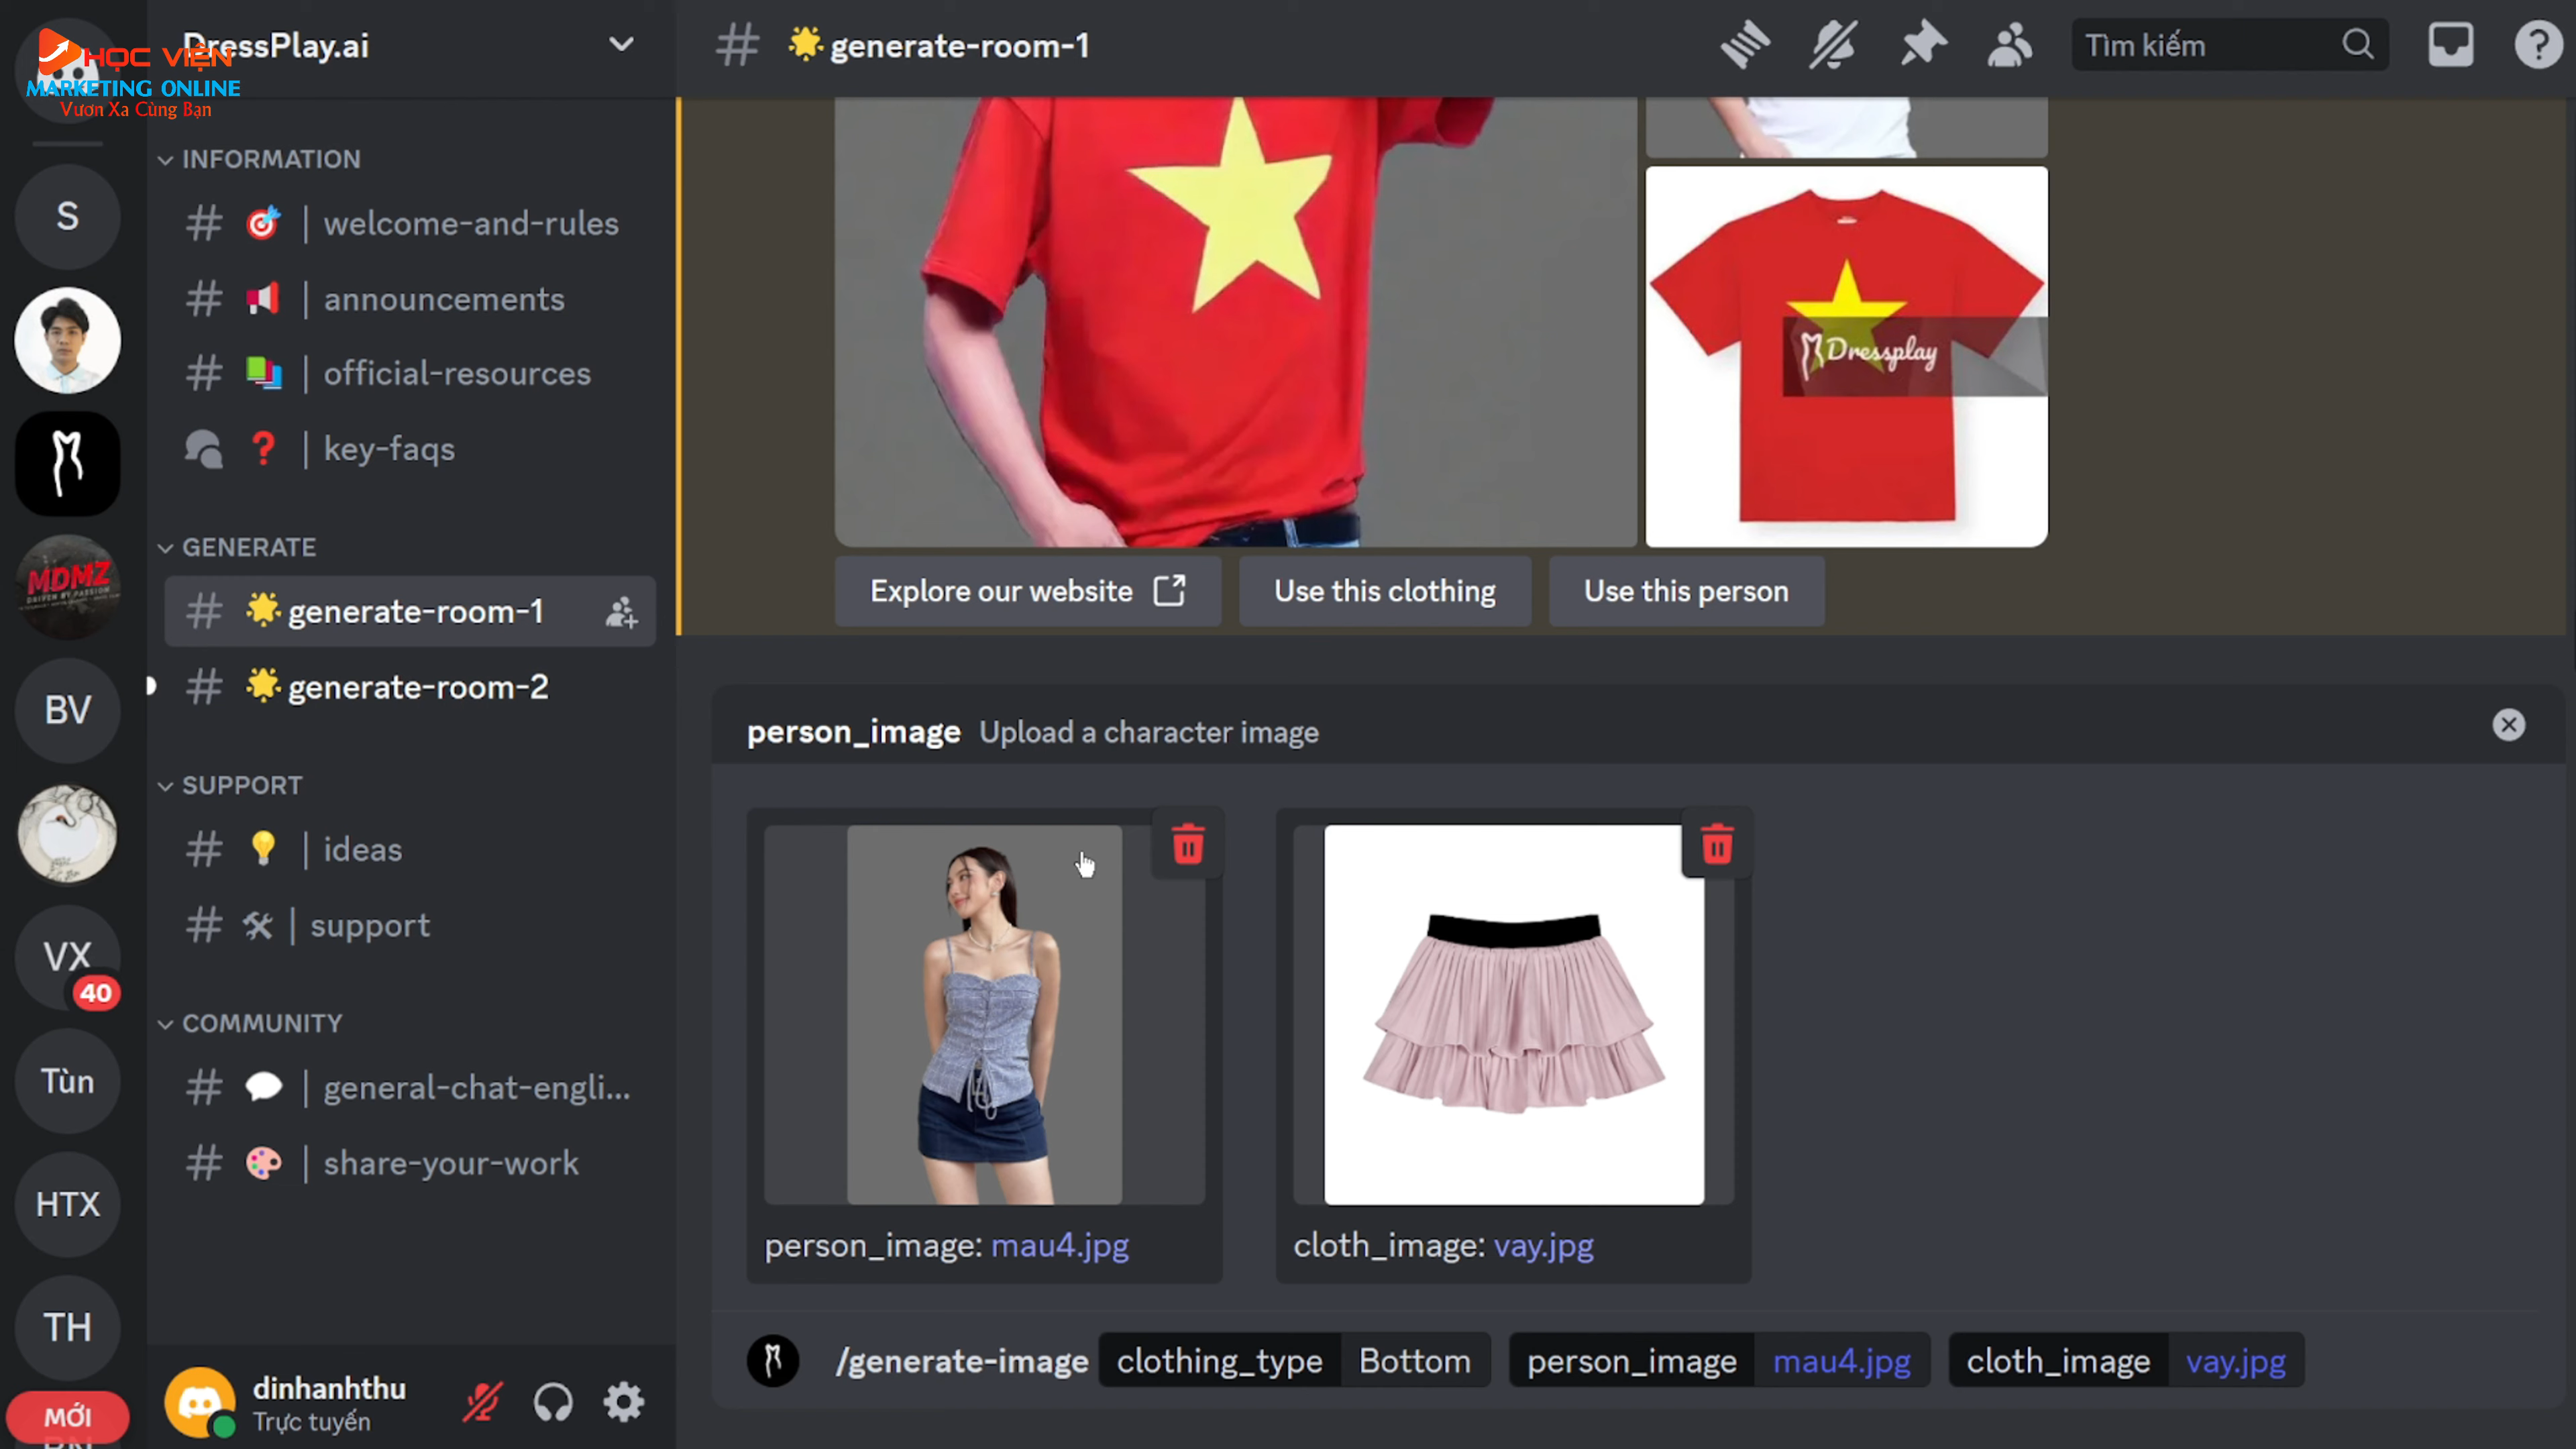 HỌC VIỆN
MARKETING ONLINE
Vươn Xa Cùng Bạn
S
MDMZ
BV
VX
40
Tùn
HTX
TH
MỚI
DressPlay.ai
INFORMATION
# | welcome-and-rules
# | announcements
# | official-resources
? | key-faqs
GENERATE
# generate-room-1
# generate-room-2
SUPPORT
# | ideas
# | support
COMMUNITY
# | general-chat-engli...
# | share-your-work
dinhanhthu
Trực tuyến
# generate-room-1
Tìm kiếm
?
Dressplay
Explore our website
Use this clothing
Use this person
person_image Upload a character image
person_image: mau4.jpg
cloth_image: vay.jpg
/generate-image clothing_type Bottom person_image mau4.jpg cloth_image vay.jpg